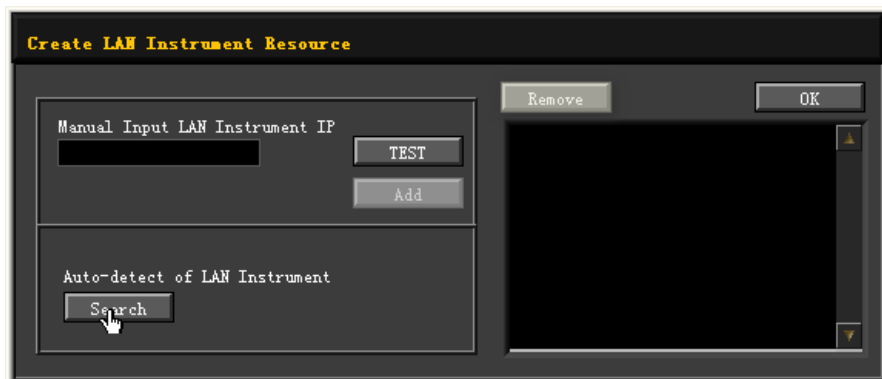 Create LAN Instrument Resource
Remove
OK
Manual Input LAN Instrument IP
TEST
Add
Auto-detect of LAN Instrument
Search